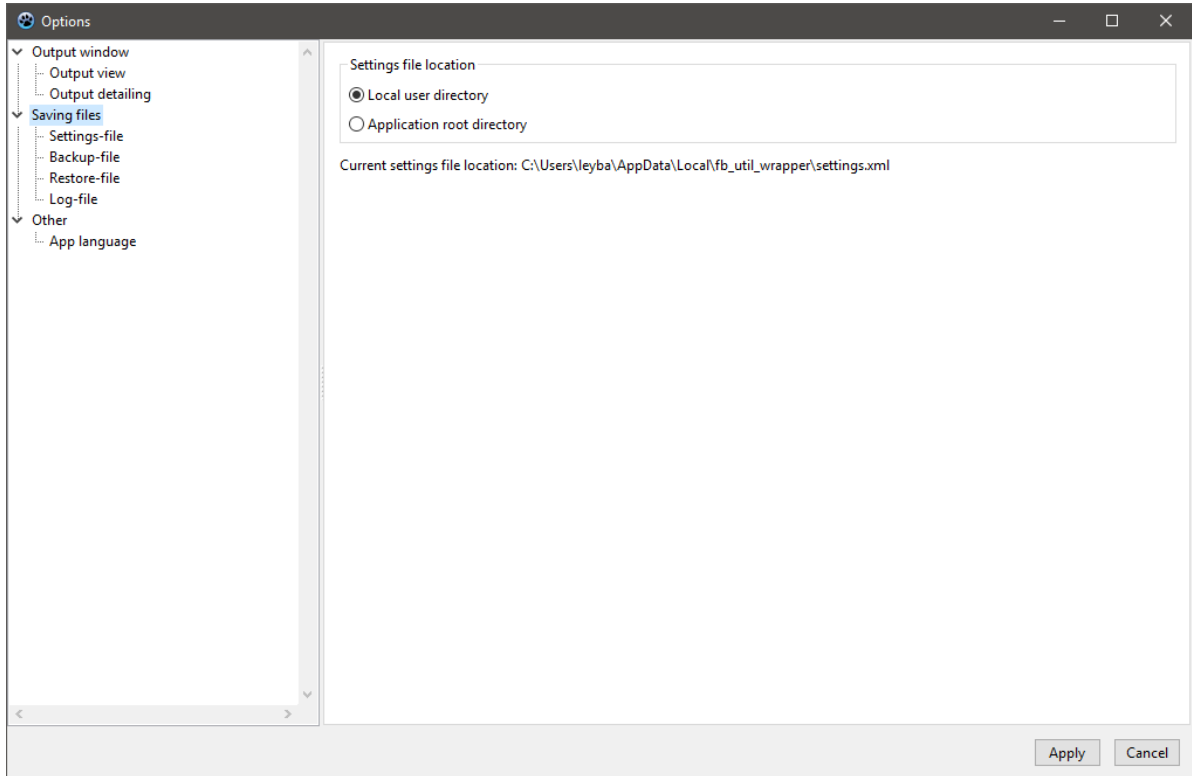 Options
Output window
Output view
Output detailing
Saving files
Settings-file
Backup-file
Restore-file
Log-file
Other
App language
Settings file location
Local user directory
Application root directory
Current settings file location: C:\Users\leyba\AppData\Local\fb_util_wrapper\settings.xml
Apply Cancel